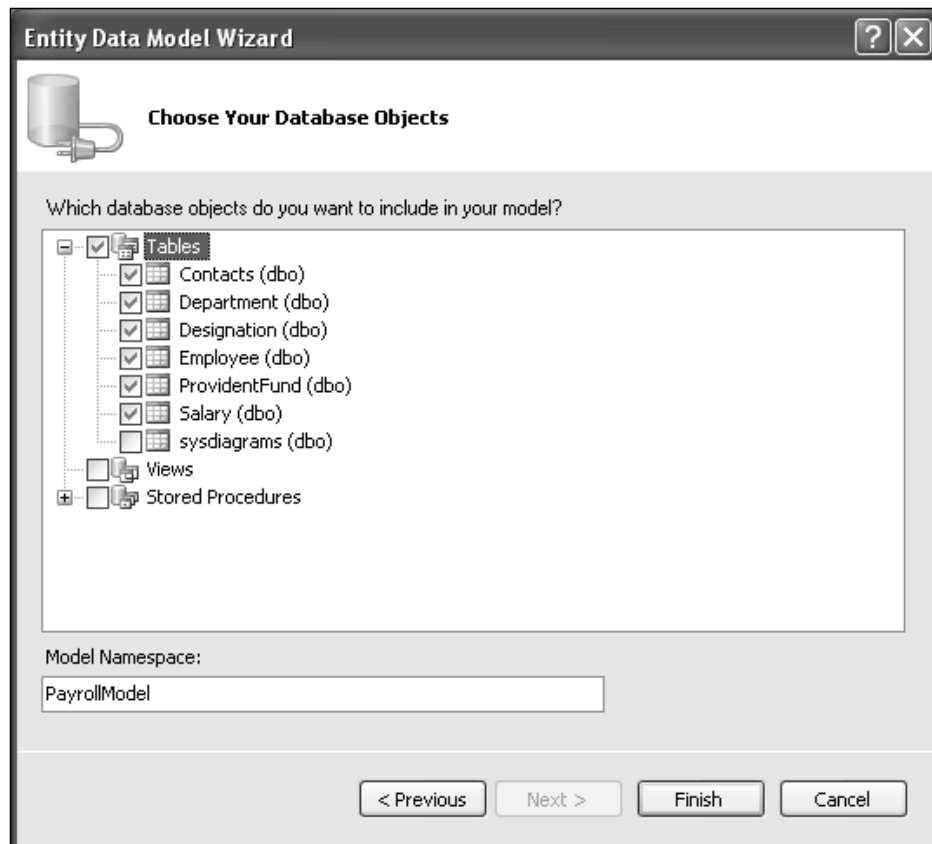 Entity Data Model Wizard
Choose Your Database Objects
Which database objects do you want to include in your model?
Tables
Contacts (dbo)
Department (dbo)
Designation (dbo)
Employee (dbo)
ProvidentFund (dbo)
Salary (dbo)
sysdiagrams (dbo)
Views
Stored Procedures
Model Namespace:
PayrollModel
< Previous Next > Finish Cancel